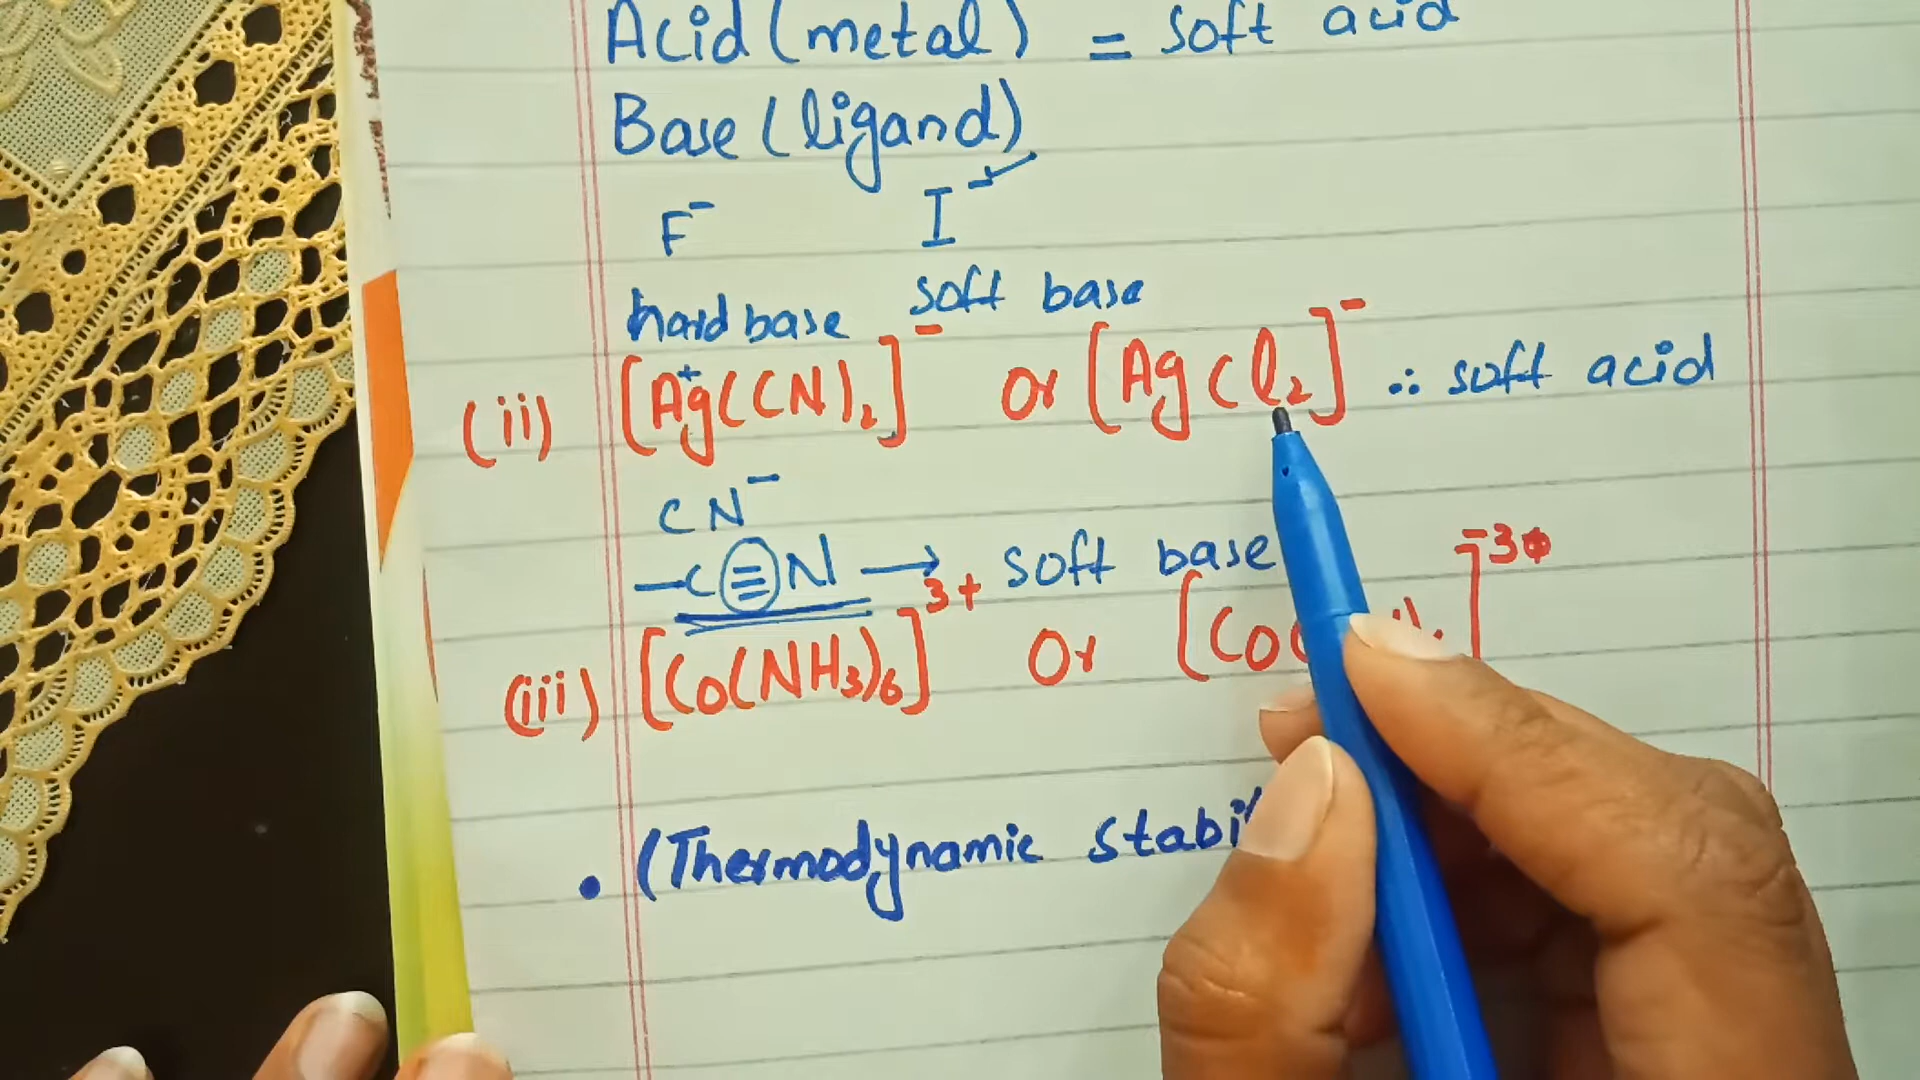 Acid (metal) = soft acid
Base (ligand)
F⁻ I⁻
hard base soft base
(ii) [Ag⁺(CN)₂]⁻ Or [AgCl₂]⁻ ∴ soft acid
CN⁻
–C≡N → soft base
(iii) [Co(NH₃)₆]³⁺ Or [Co
• (Thermodynamic